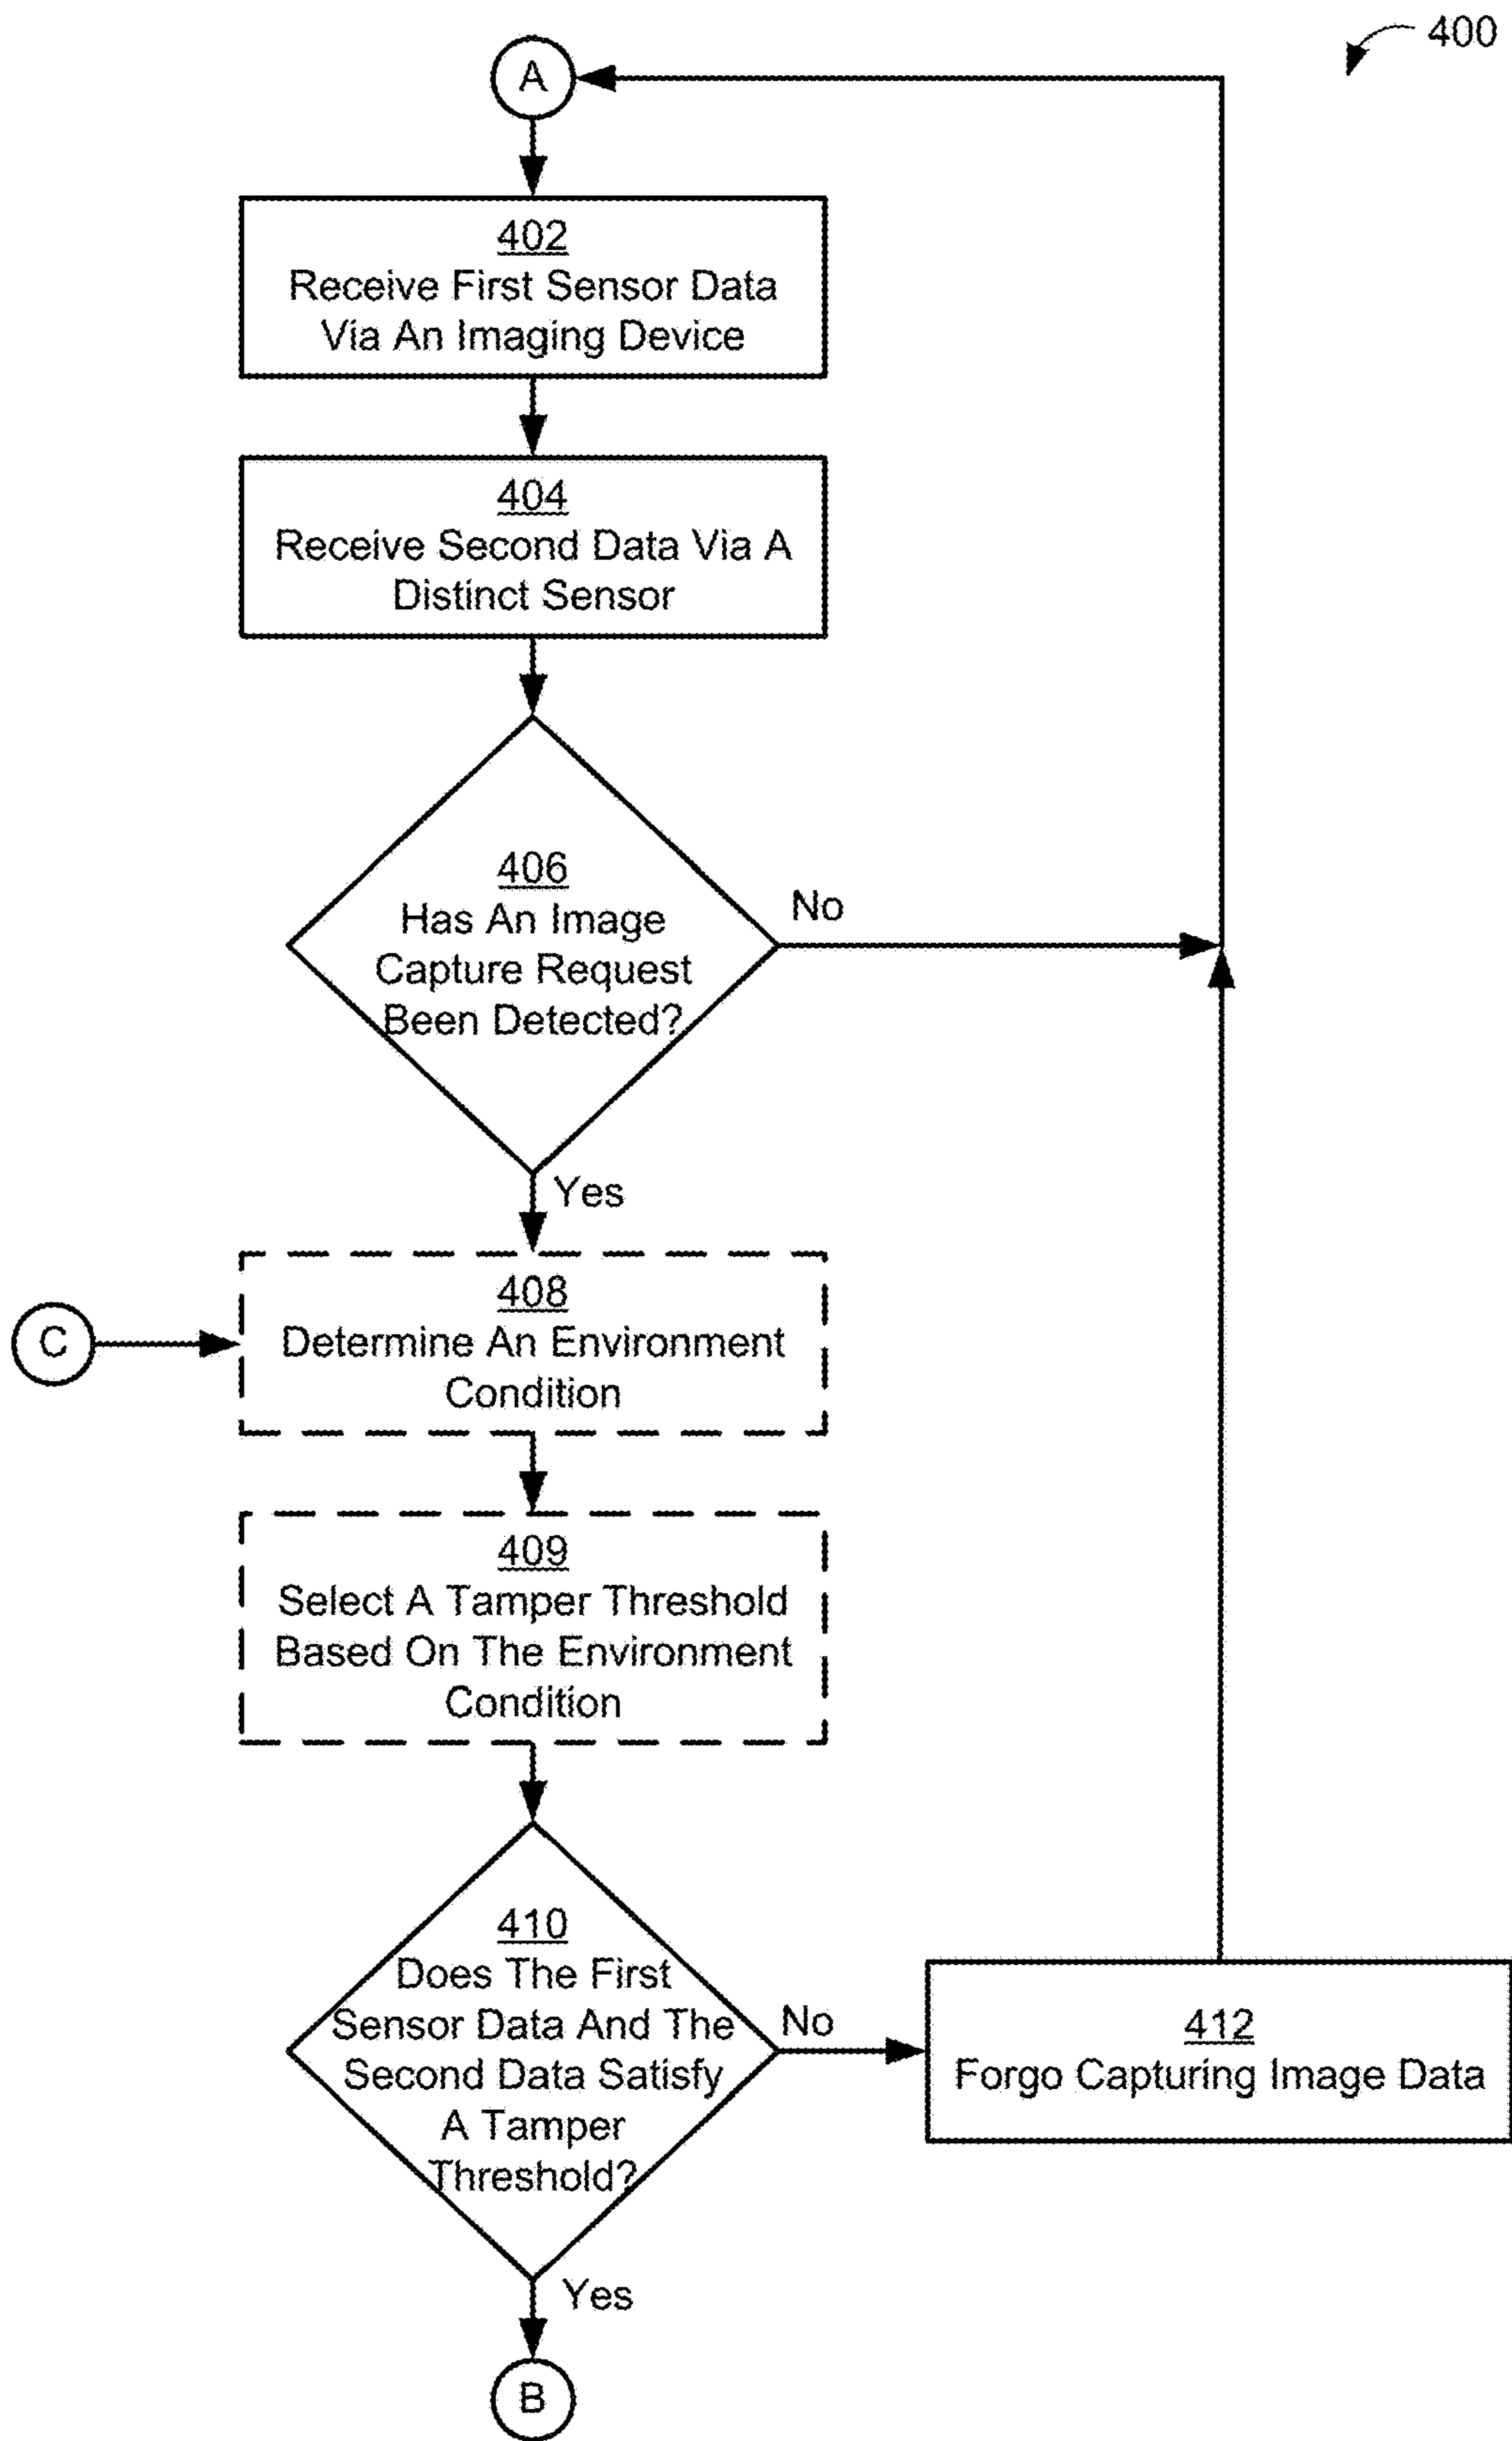 400
A
402
Receive First Sensor Data
Via An Imaging Device
404
Receive Second Data Via A
Distinct Sensor
406
Has An Image
Capture Request
Been Detected?
No
Yes
C
408
Determine An Environment
Condition
409
Select A Tamper Threshold
Based On The Environment
Condition
410
Does The First
Sensor Data And The
Second Data Satisfy
A Tamper
Threshold?
No
412
Forgo Capturing Image Data
Yes
B